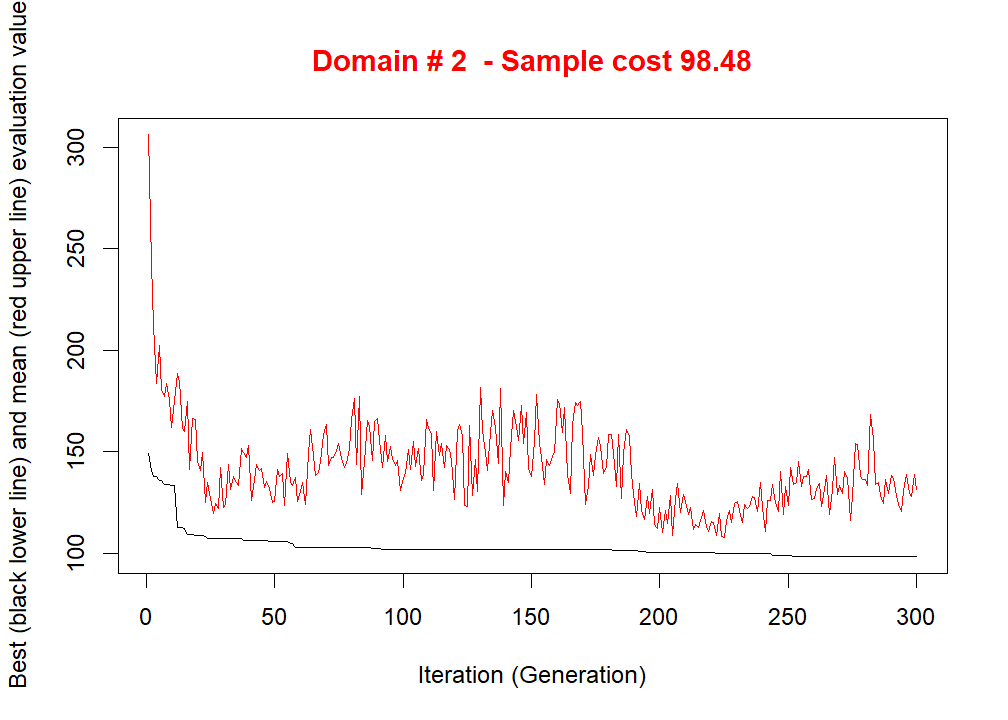 Domain # 2  - Sample cost 98.48
Best (black lower line) and mean (red upper line) evaluation value
300
250
200
150
100
0 50 100 150 200 250 300
Iteration (Generation)